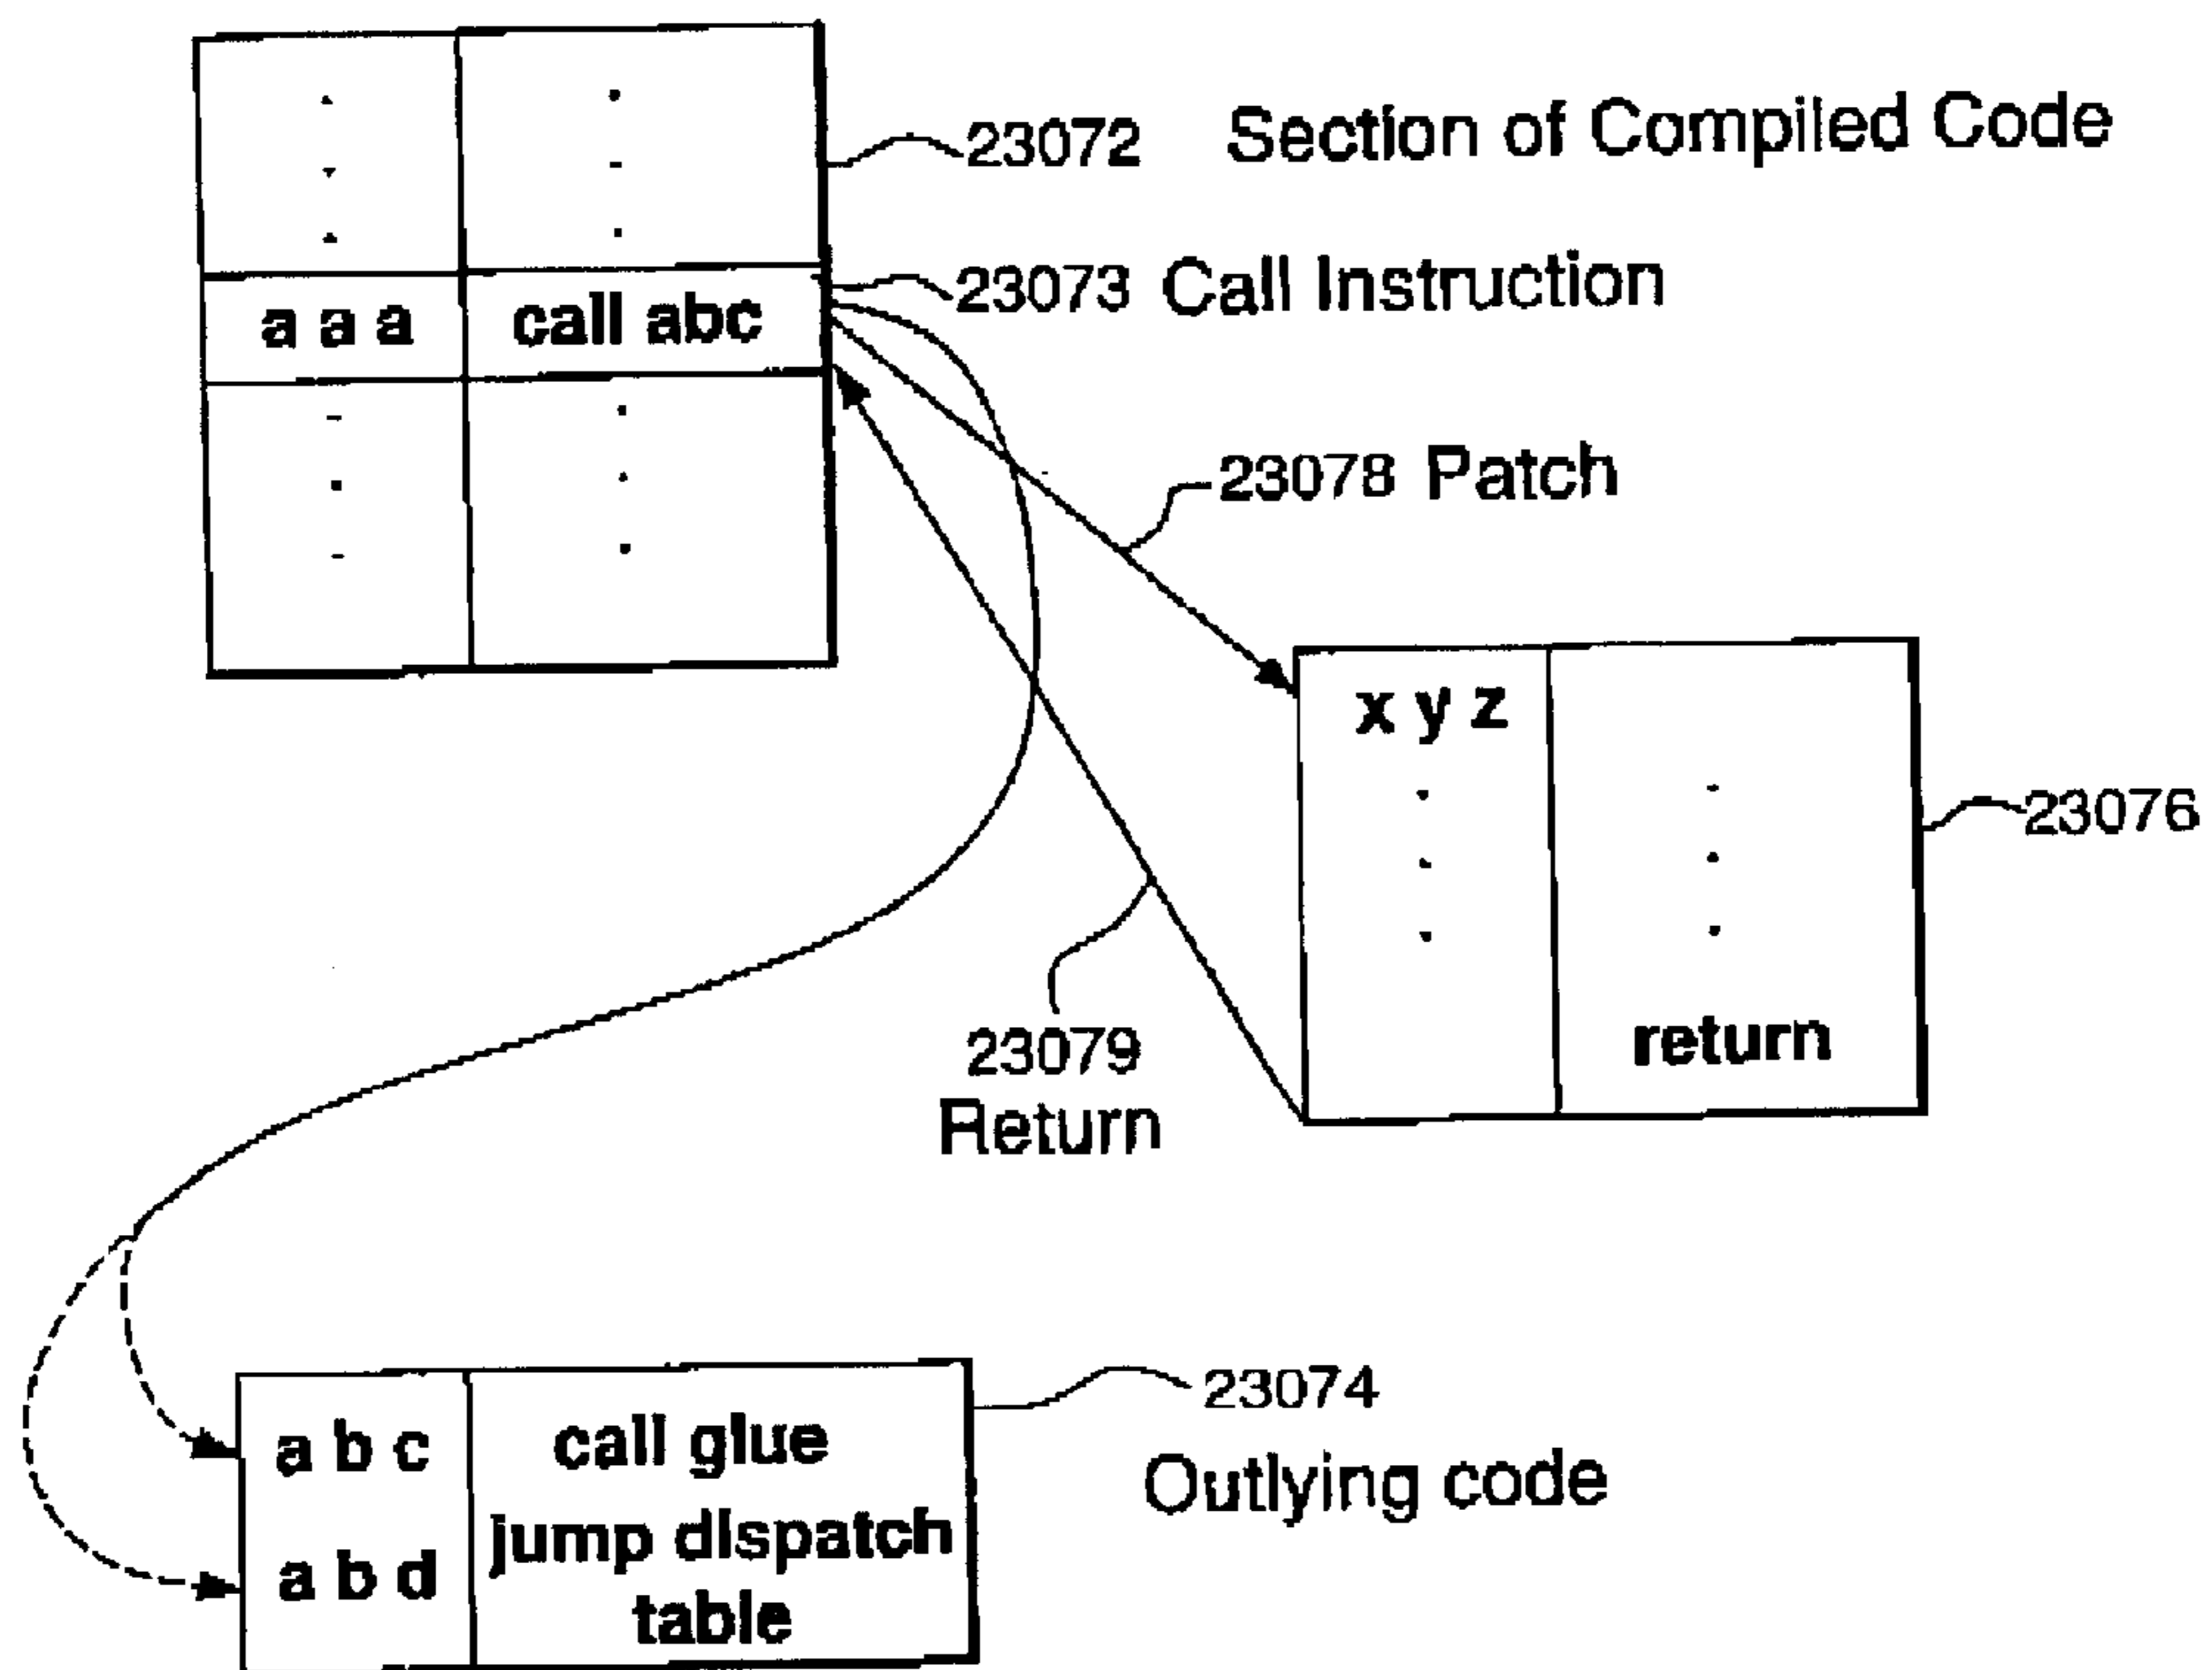 23072 Section of Compiled Code
23073 Call Instruction
a a a call abc
23078 Patch
x y z
23076
return
23079
Return
23074
a b c call glue
Outlying code
a b d jump dispatch
table